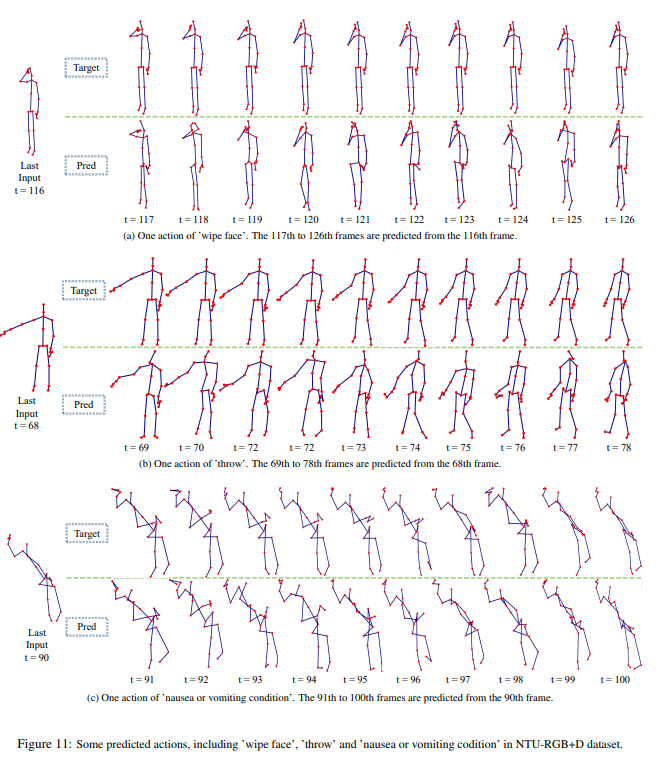 Target
Last
Input
t = 116
Pred
t = 117 t = 118 t = 119 t = 120 t = 121 t = 122 t = 123 t = 124 t = 125 t = 126
(a) One action of 'wipe face'. The 117th to 126th frames are predicted from the 116th frame.
Target
Last
Input
t = 68
Pred
t = 69 t = 70 t = 72 t = 72 t = 73 t = 74 t = 75 t = 76 t = 77 t = 78
(b) One action of 'throw'. The 69th to 78th frames are predicted from the 68th frame.
Target
Last
Input
t = 90
Pred
t = 91 t = 92 t = 93 t = 94 t = 95 t = 96 t = 97 t = 98 t = 99 t = 100
(c) One action of 'nausea or vomiting condition'. The 91th to 100th frames are predicted from the 90th frame.
Figure 11: Some predicted actions, including 'wipe face', 'throw' and 'nausea or vomiting codition' in NTU-RGB+D dataset.